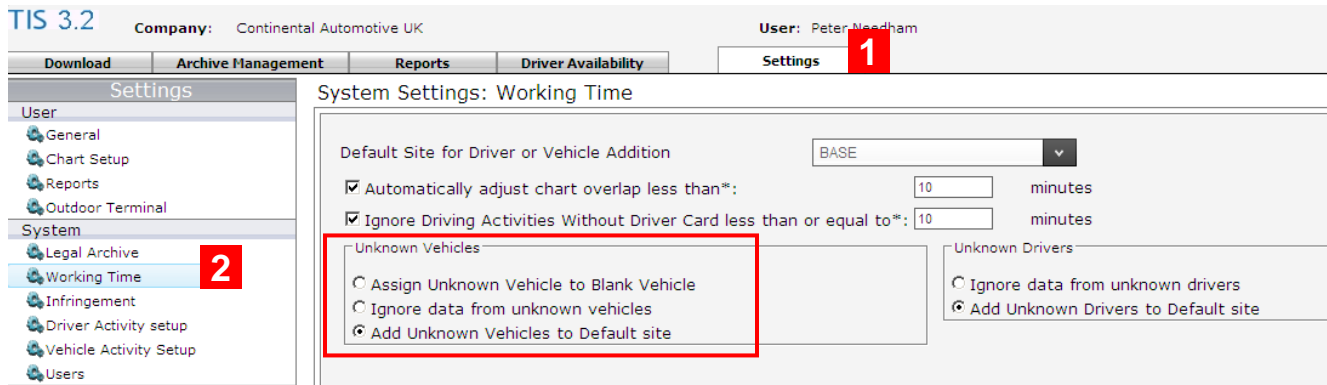 TIS 3.2 Company: Continental Automotive UK User: Peter Needham
Download Archive Management Reports Driver Availability Settings 1
Settings
User
General
Chart Setup
Reports
Outdoor Terminal
System
Legal Archive
Working Time 2
Infringement
Driver Activity setup
Vehicle Activity Setup
Users
System Settings: Working Time
Default Site for Driver or Vehicle Addition BASE
Automatically adjust chart overlap less than*: 10 minutes
Ignore Driving Activities Without Driver Card less than or equal to*: 10 minutes
Unknown Vehicles
Assign Unknown Vehicle to Blank Vehicle
Ignore data from unknown vehicles
Add Unknown Vehicles to Default site
Unknown Drivers
Ignore data from unknown drivers
Add Unknown Drivers to Default site